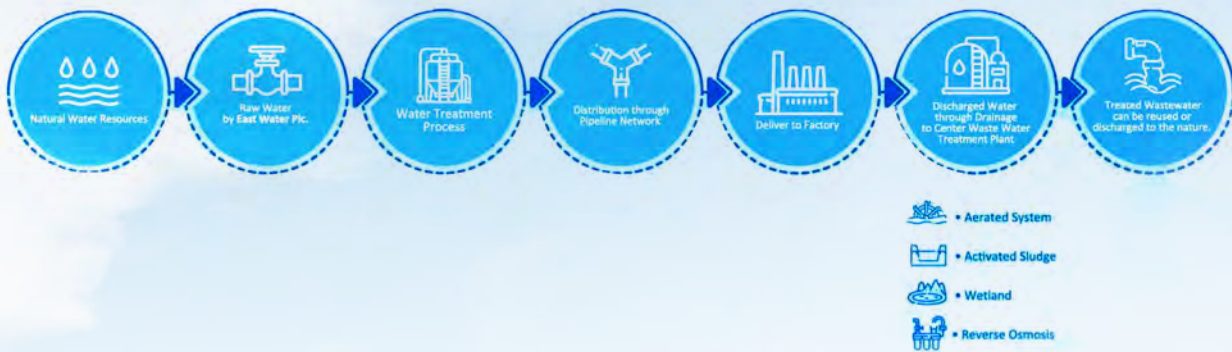 Natural Water Resources
Raw Water
by East Water Plc.
Water Treatment
Process
Distribution through
Pipeline Network
Deliver to Factory
Discharged Water
through Drainage
to Center Waste Water
Treatment Plant
Treated Wastewater
can be reused or
discharged to the nature.
• Aerated System
• Activated Sludge
• Wetland
• Reverse Osmosis